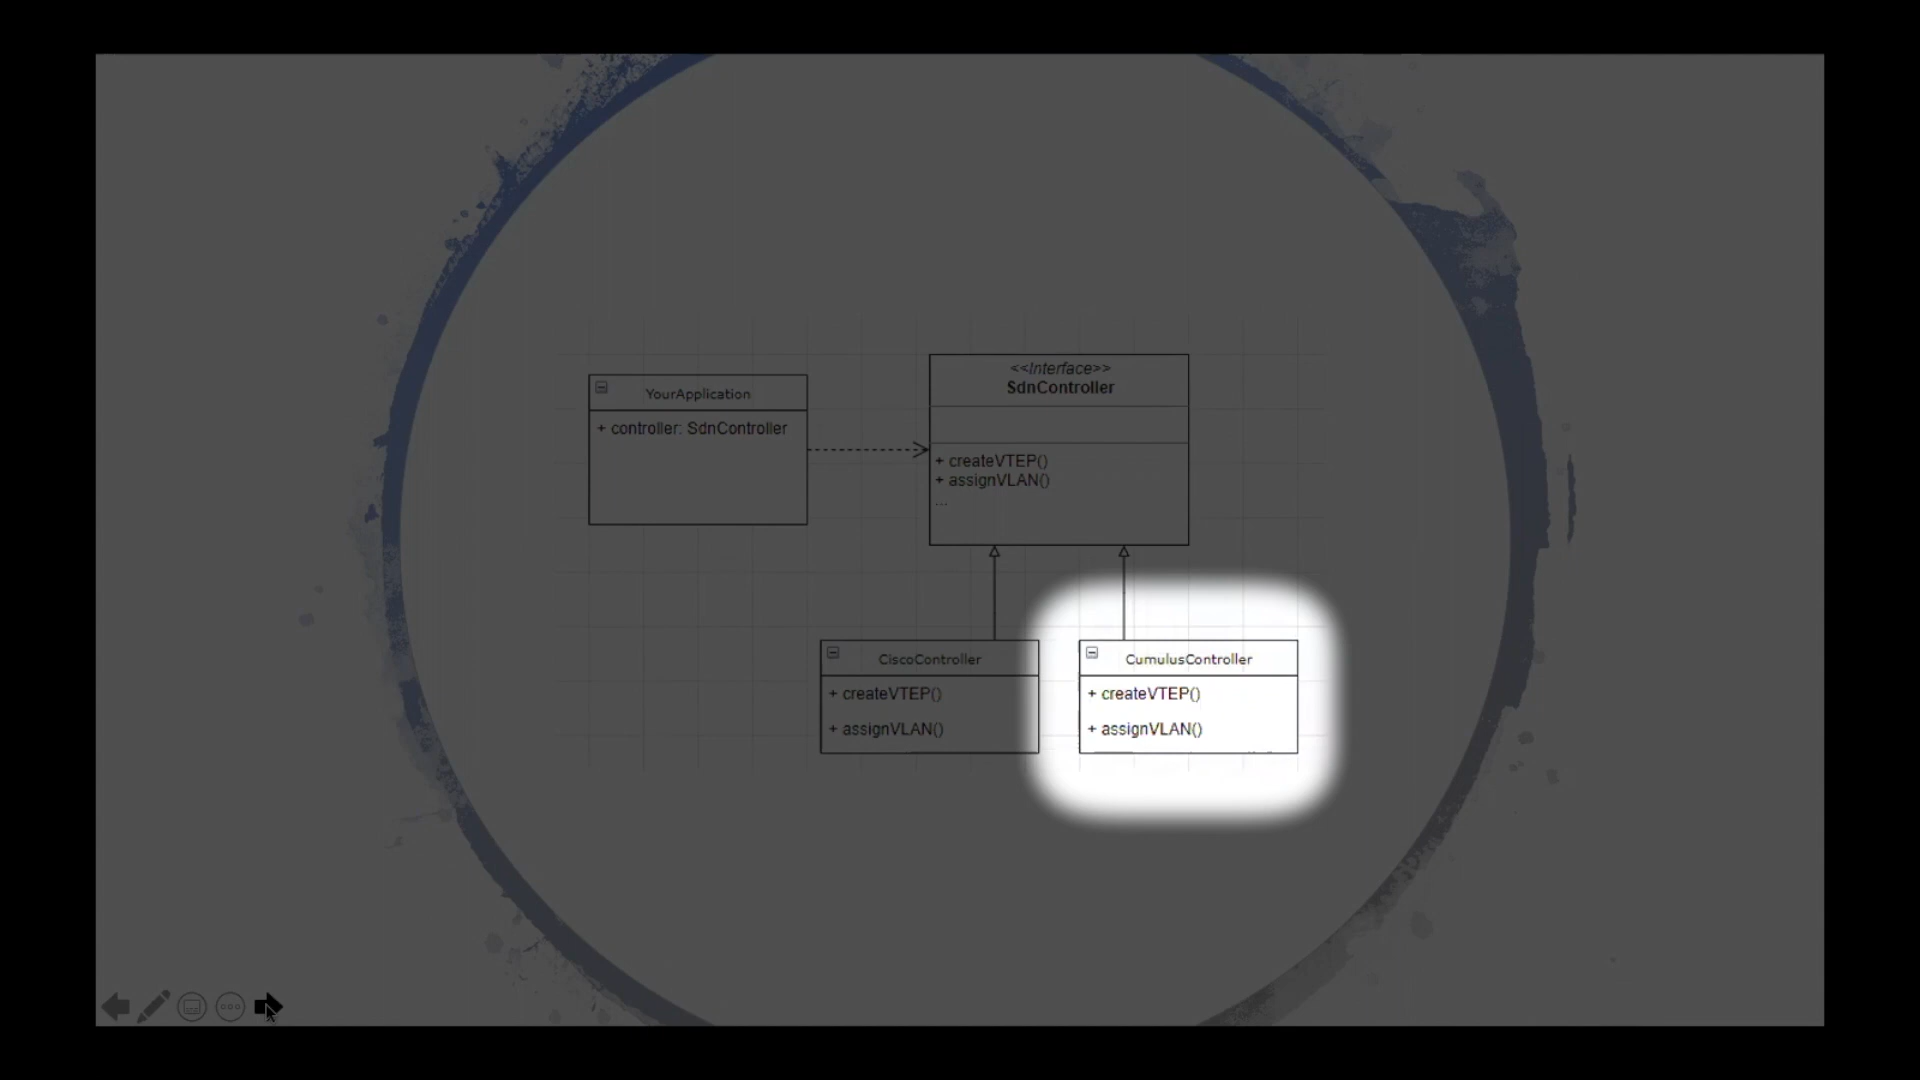 YourApplication
+ controller: SdnController
<<Interface>>
SdnController
+ createVTEP()
+ assignVLAN()
...
CiscoController
+ createVTEP()
+ assignVLAN()
CumulusController
+ createVTEP()
+ assignVLAN()